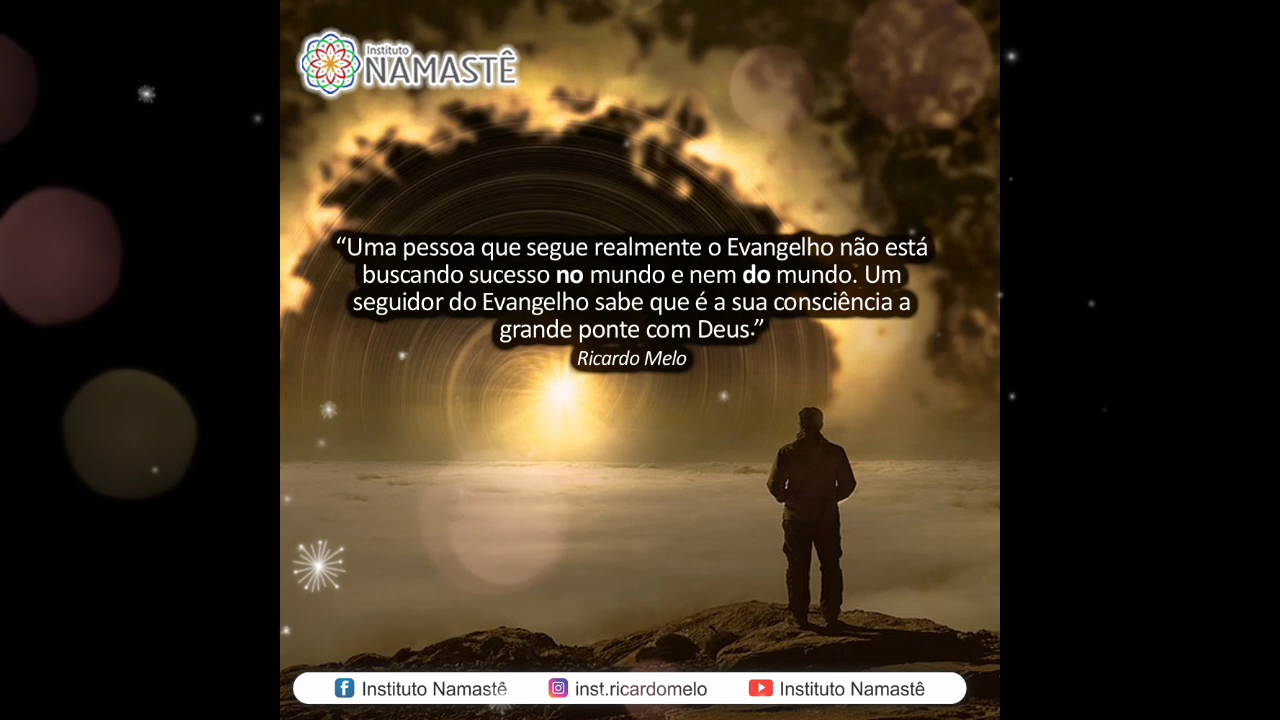 Instituto
NAMASTÊ
“Uma pessoa que segue realmente o Evangelho não está
buscando sucesso no mundo e nem do mundo. Um
seguidor do Evangelho sabe que é a sua consciência a
grande ponte com Deus.”
Ricardo Melo
Instituto Namastê inst.ricardomelo Instituto Namastê